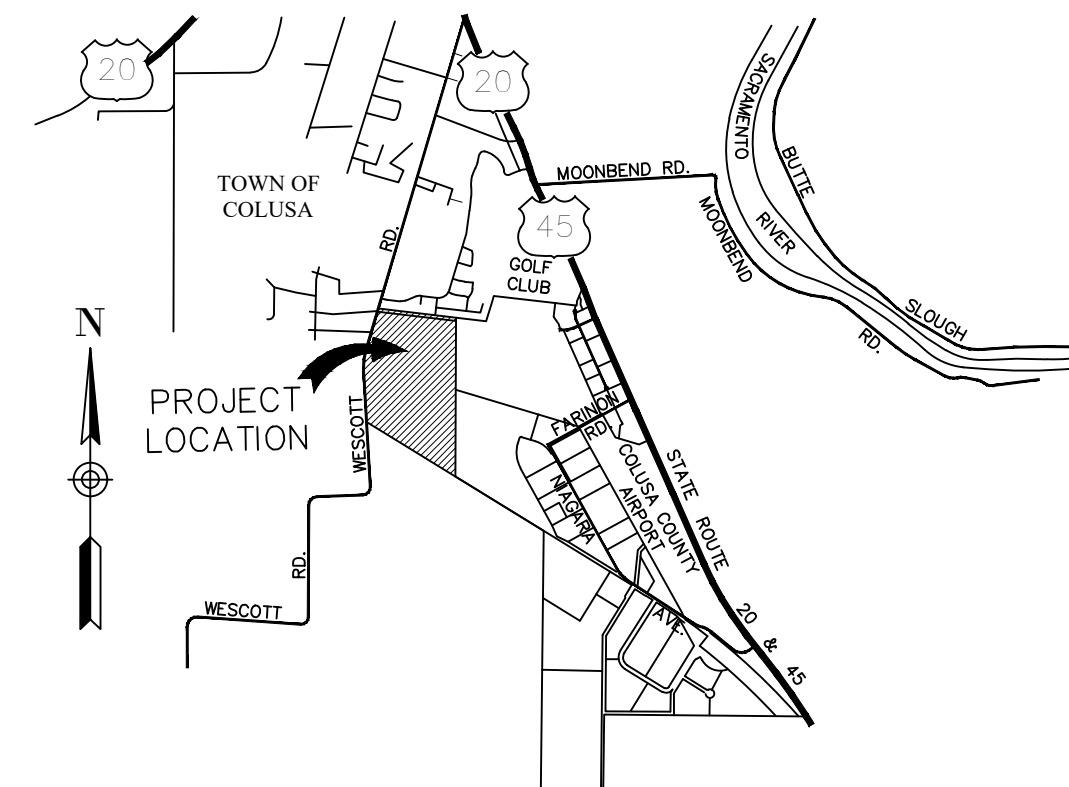 20
20
SACRAMENTO
RIVER
BUTTE
SLOUGH
MOONBEND RD.
MOONBEND
RD.
TOWN OF
COLUSA
RD.
45
GOLF
CLUB
N
PROJECT
LOCATION
WESCOTT
RD.
WESCOTT
FARINON
RD.
NIAGARA
AVE.
COLUSA COUNTY
AIRPORT
STATE ROUTE
20 & 45